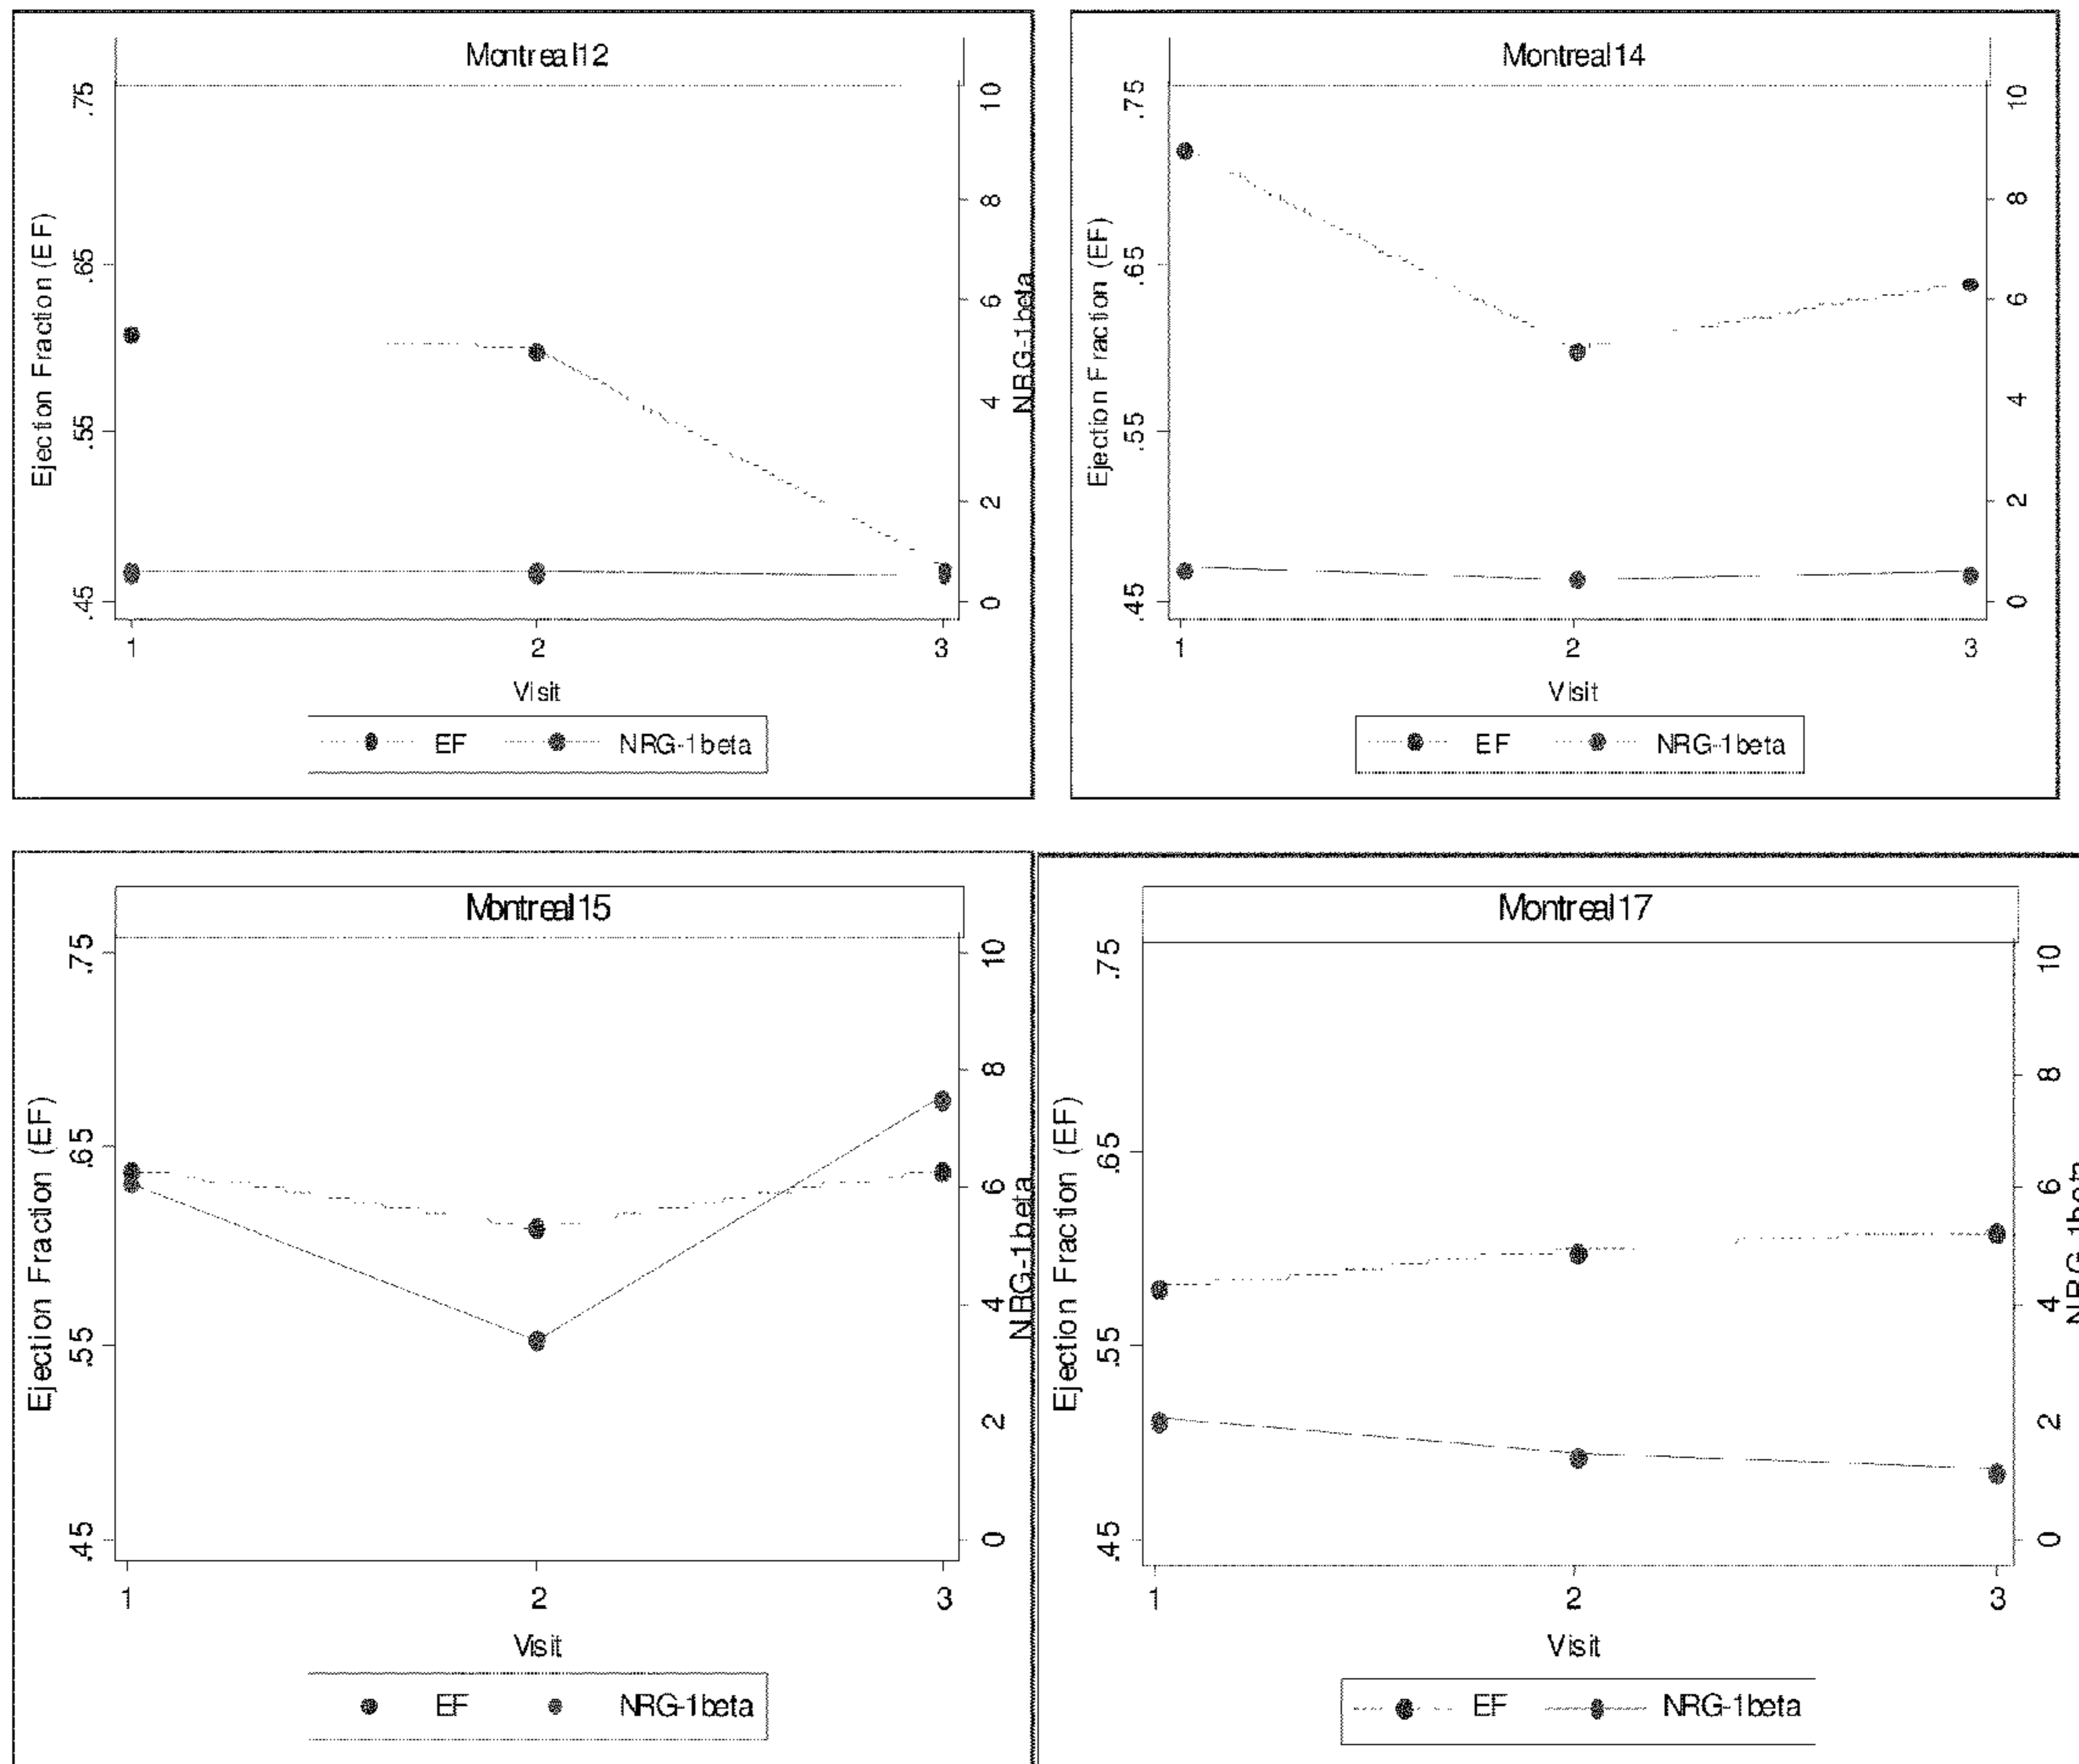 Montreal12
Ejection Fraction (EF)
.75
.65
.55
.45
10
8
6
4
2
0
NRG-1beta
1 2 3
Visit
EF NRG-1beta
Montreal14
Ejection Fraction (EF)
.75
.65
.55
.45
10
8
6
4
2
0
1 2 3
Visit
EF NRG-1beta
Montreal15
Ejection Fraction (EF)
.75
.65
.55
.45
10
8
6
4
2
0
NRG-1beta
1 2 3
Visit
EF NRG-1beta
Montreal17
Ejection Fraction (EF)
.75
.65
.55
.45
10
8
6
4
2
0
NRG-1beta
1 2 3
Visit
EF NRG-1beta